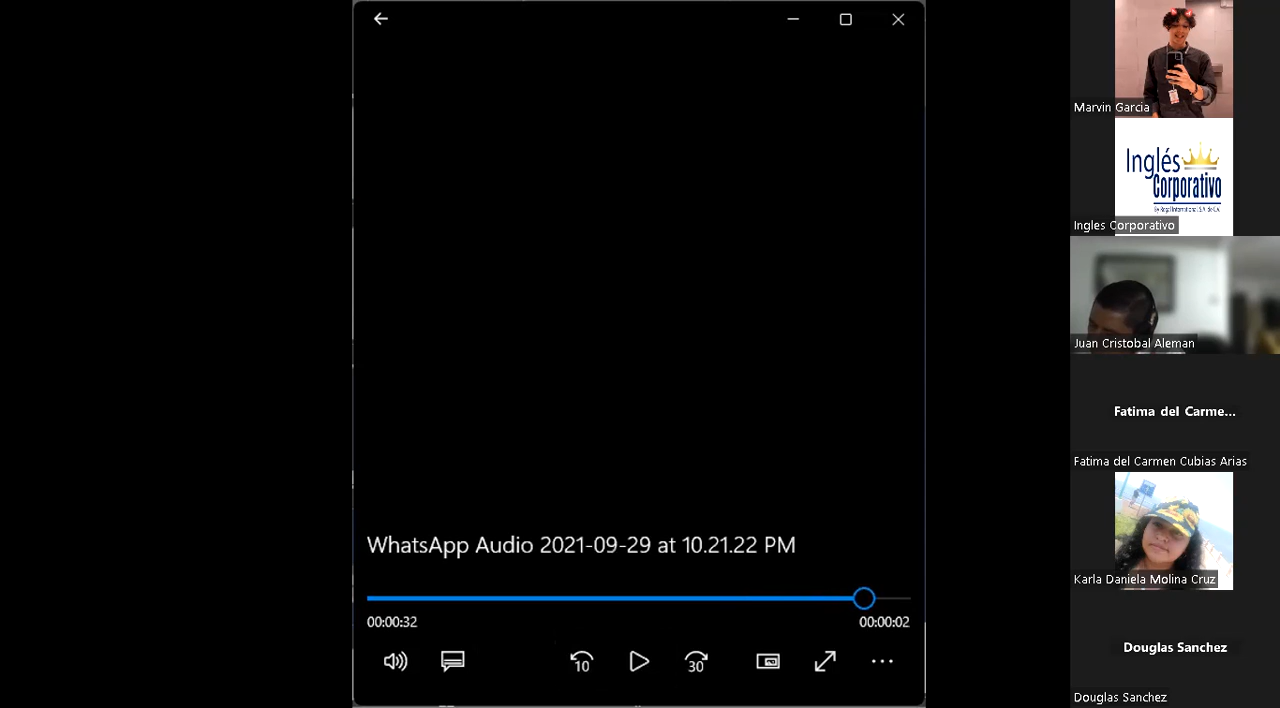 WhatsApp Audio 2021-09-29 at 10.21.22 PM
00:00:32
00:00:02
10
30
Marvin Garcia
Inglés
Corporativo
Ingles Corporativo
Juan Cristobal Aleman
Fatima del Carme...
Fatima del Carmen Cubias Arias
Karla Daniela Molina Cruz
Douglas Sanchez
Douglas Sanchez